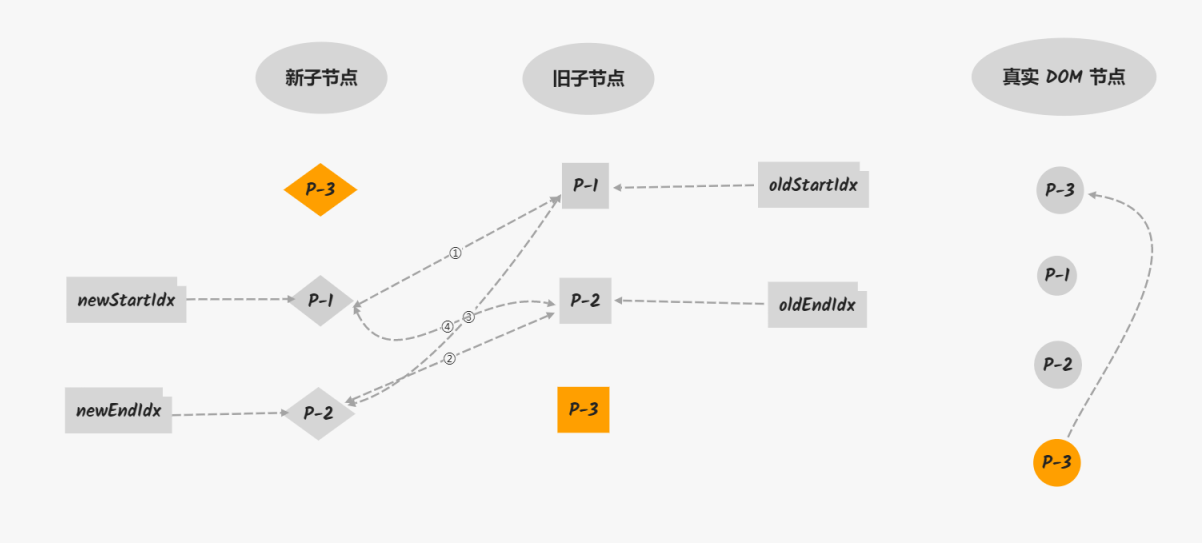 新子节点
旧子节点
真实 DOM 节点
P-3
P-1
oldStartIdx
P-3
①
newStartIdx
P-1
P-2
oldEndIdx
P-1
④
③
②
P-2
newEndIdx
P-2
P-3
P-3